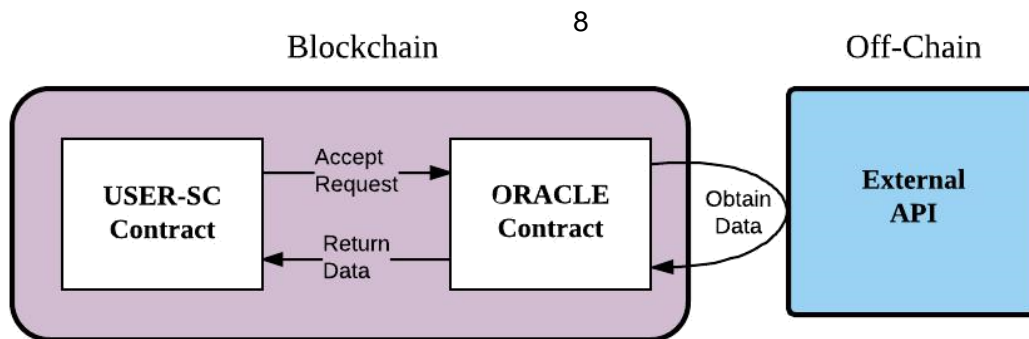 8
Blockchain
Off-Chain
USER-SC
Contract
Accept
Request
Return
Data
ORACLE
Contract
Obtain
Data
External
API